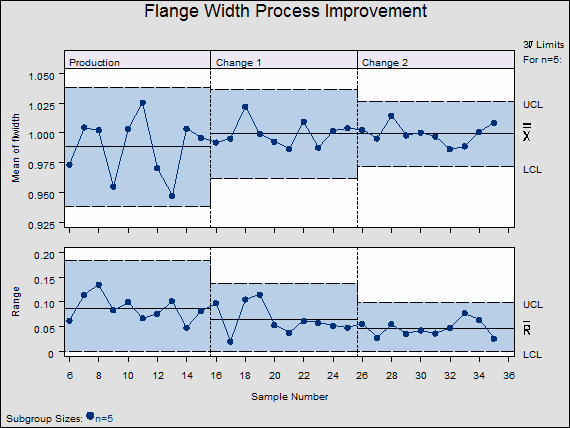 Flange Width Process Improvement
3σ Limits
For n=5:
Production
Change 1
Change 2
Mean of flwidth
1.050
1.025
1.000
0.975
0.950
0.925
UCL
X
LCL
Range
0.20
0.15
0.10
0.05
0
UCL
R
LCL
6 8 10 12 14 16 18 20 22 24 26 28 30 32 34 36
Sample Number
Subgroup Sizes: n=5